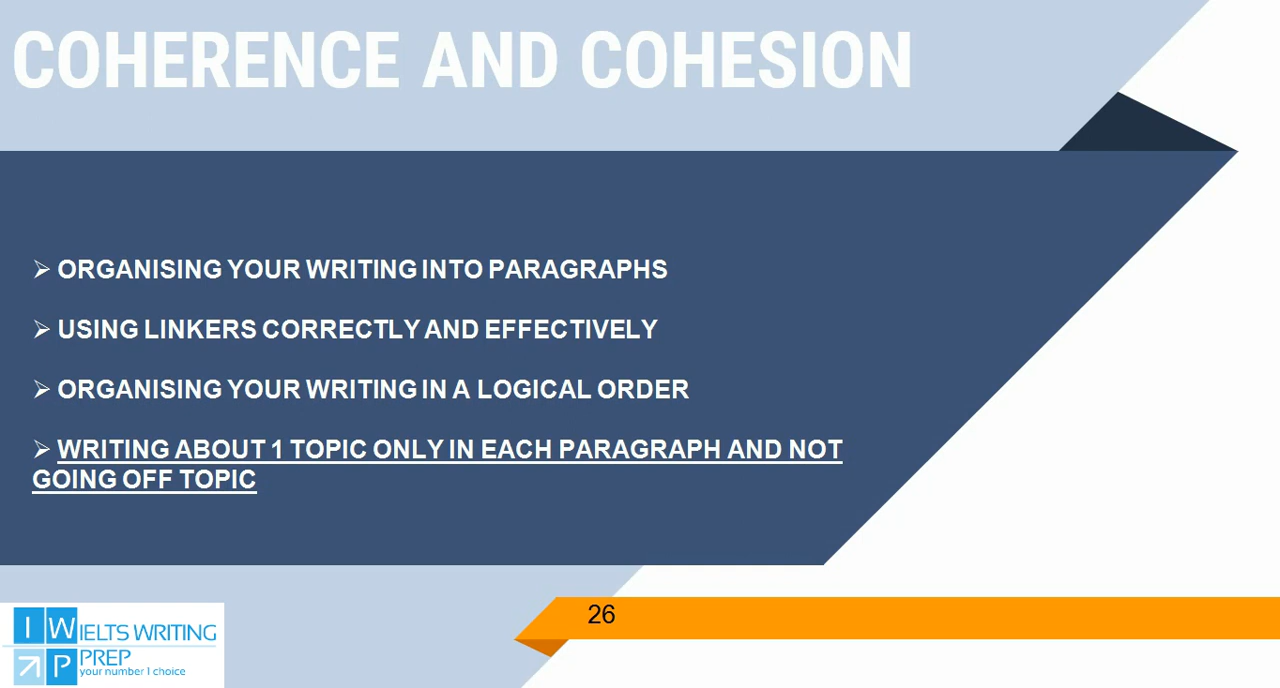 COHERENCE AND COHESION
➢ ORGANISING YOUR WRITING INTO PARAGRAPHS
➢ USING LINKERS CORRECTLY AND EFFECTIVELY
➢ ORGANISING YOUR WRITING IN A LOGICAL ORDER
➢ WRITING ABOUT 1 TOPIC ONLY IN EACH PARAGRAPH AND NOT
GOING OFF TOPIC
26
I W IELTS WRITING
P PREP
your number 1 choice